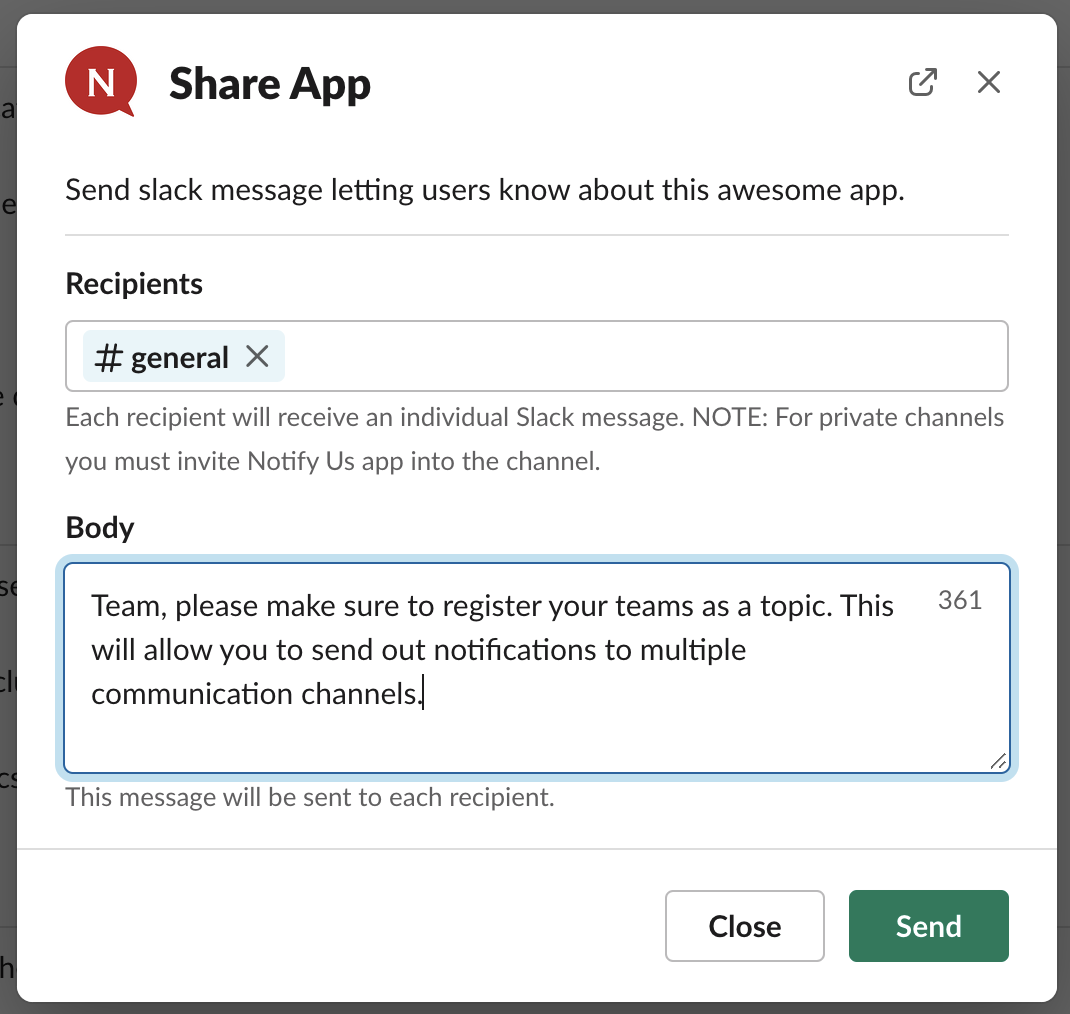 N
Share App
Send slack message letting users know about this awesome app.
Recipients
# general
Each recipient will receive an individual Slack message. NOTE: For private channels
you must invite Notify Us app into the channel.
Body
Team, please make sure to register your teams as a topic. This
will allow you to send out notifications to multiple
communication channels.
361
This message will be sent to each recipient.
Close
Send